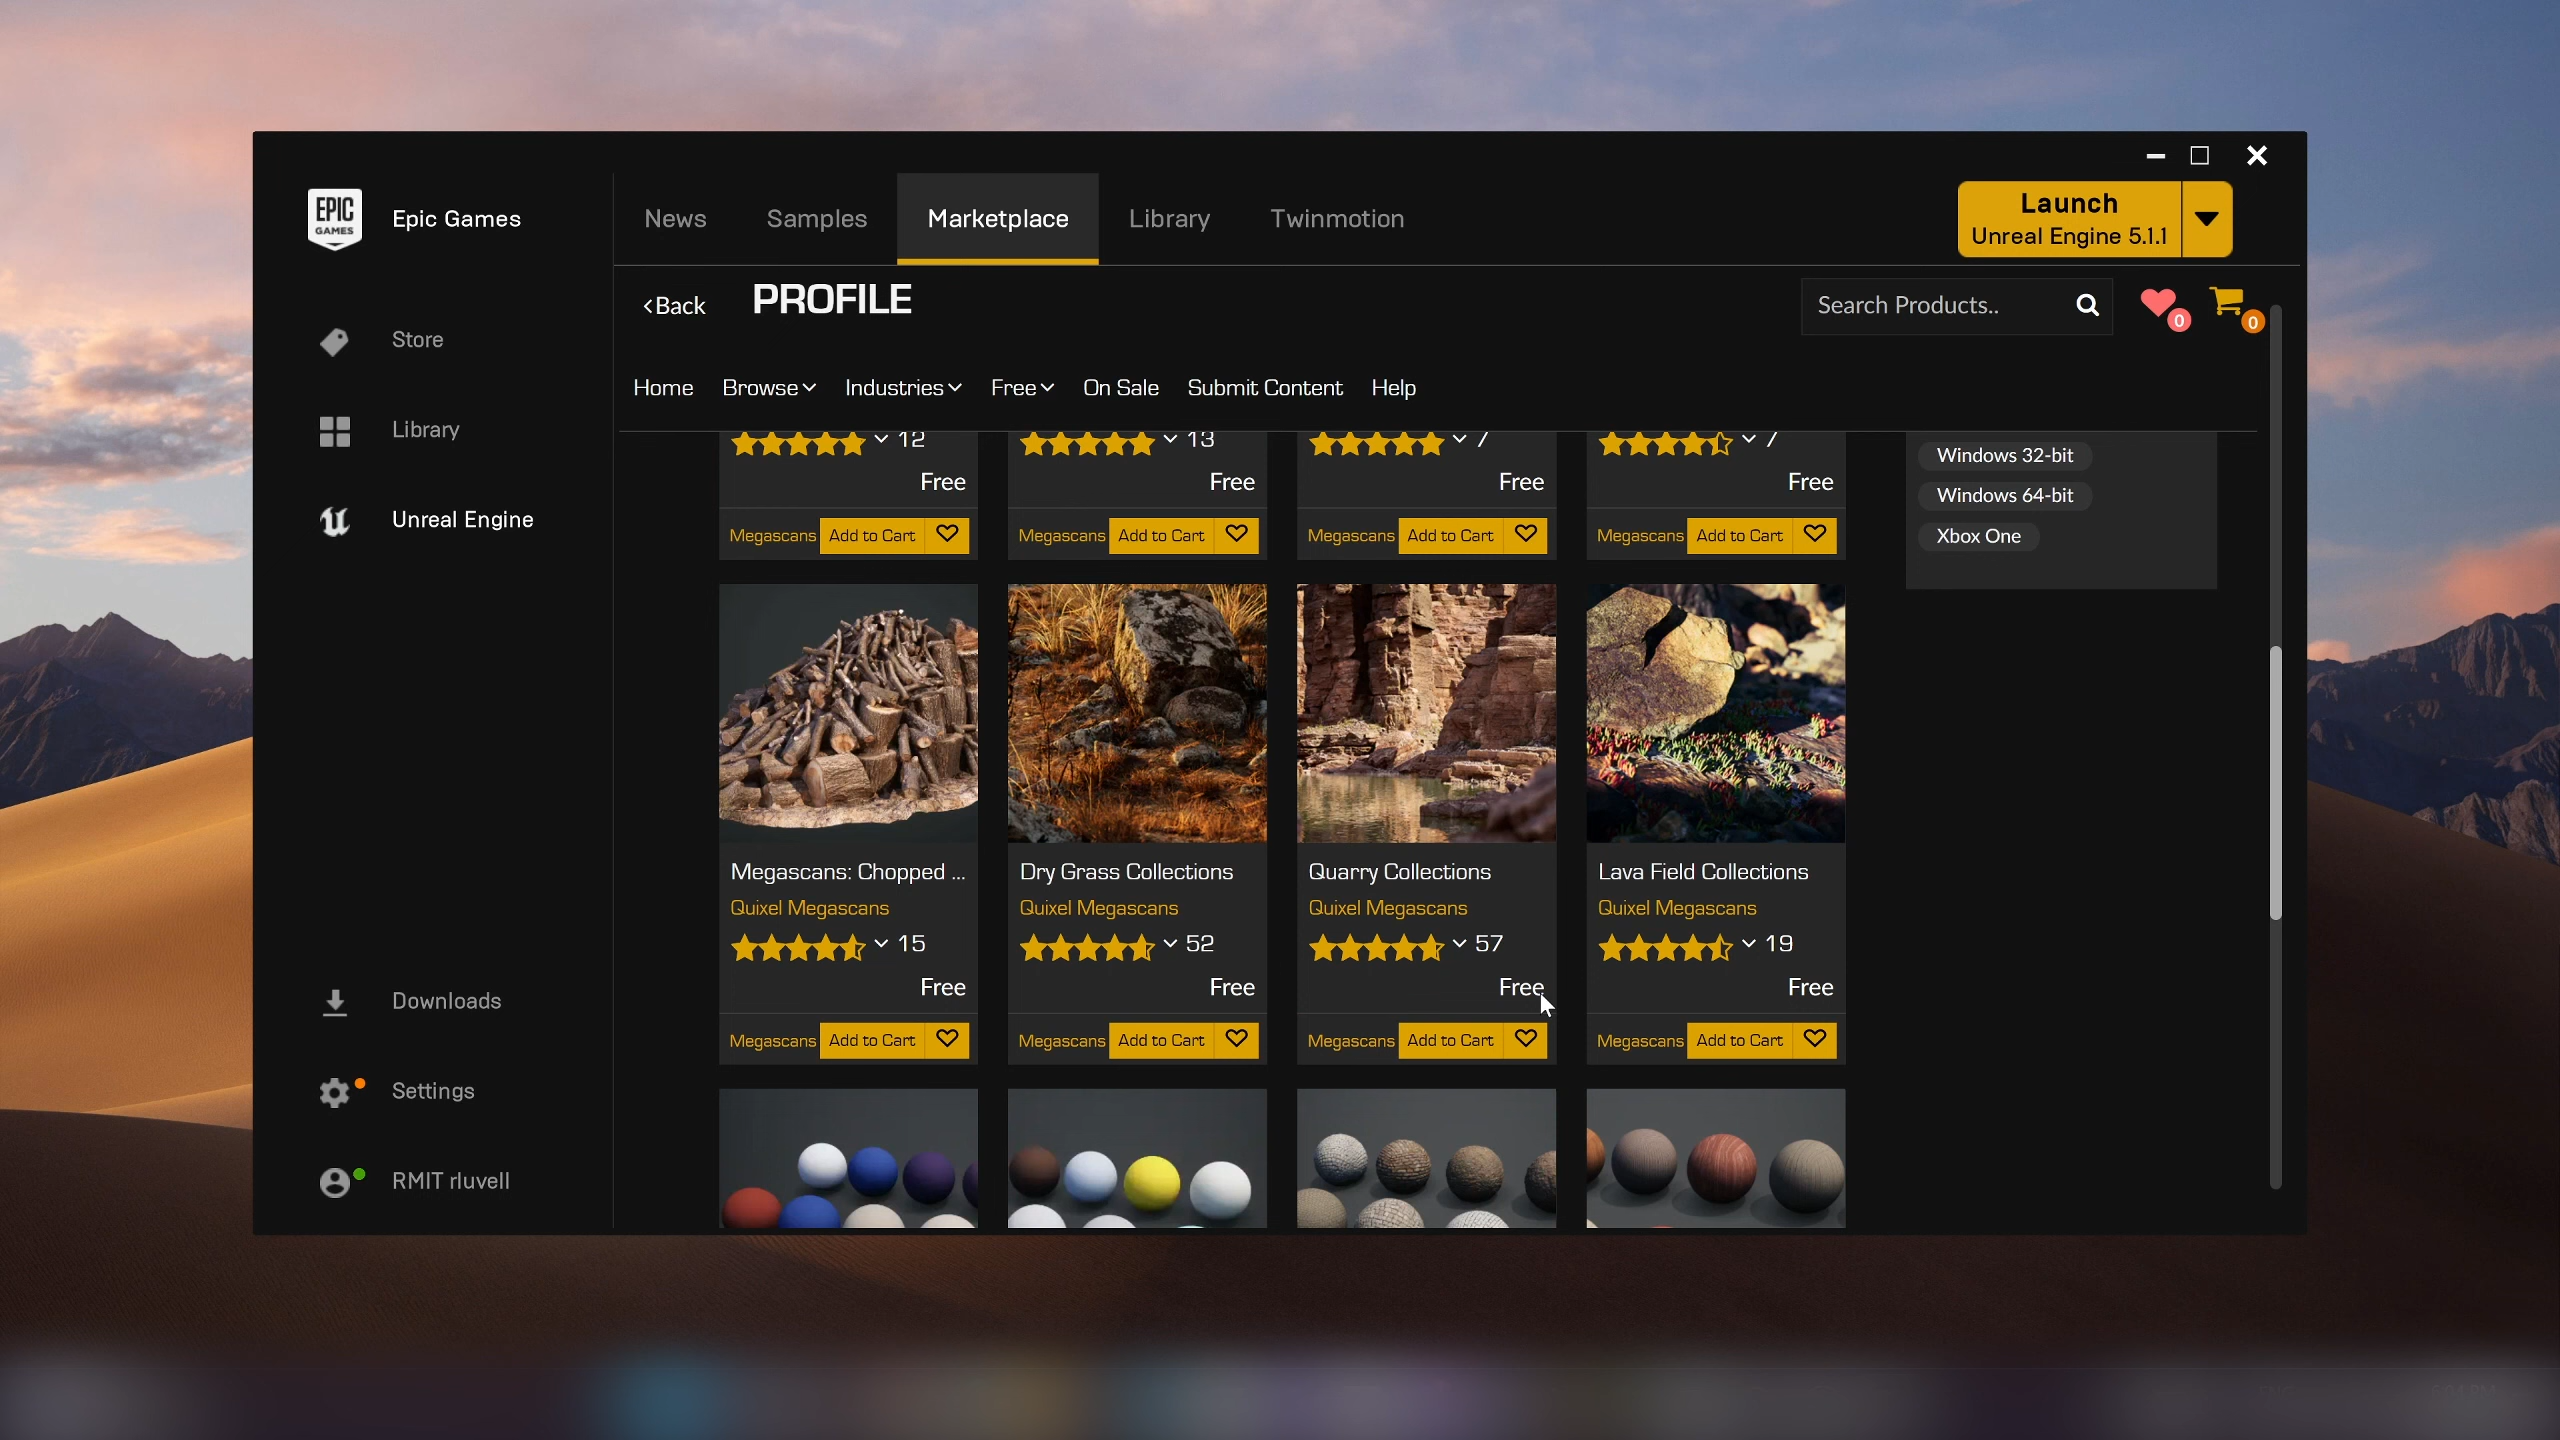 EPIC
GAMES
Epic Games
Store
Library
Unreal Engine
Downloads
Settings
RMIT rluvell
News
Samples
Marketplace
Library
Twinmotion
Launch
Unreal Engine 5.1.1
Back
PROFILE
Search Products..
0
0
Home
Browse
Industries
Free
On Sale
Submit Content
Help
12
13
7
7
Free
Free
Free
Free
Megascans
Add to Cart
Megascans
Add to Cart
Megascans
Add to Cart
Megascans
Add to Cart
Windows 32-bit
Windows 64-bit
Xbox One
Megascans: Chopped ...
Quixel Megascans
15
Free
Megascans
Add to Cart
Dry Grass Collections
Quixel Megascans
52
Free
Megascans
Add to Cart
Quarry Collections
Quixel Megascans
57
Free
Megascans
Add to Cart
Lava Field Collections
Quixel Megascans
19
Free
Megascans
Add to Cart